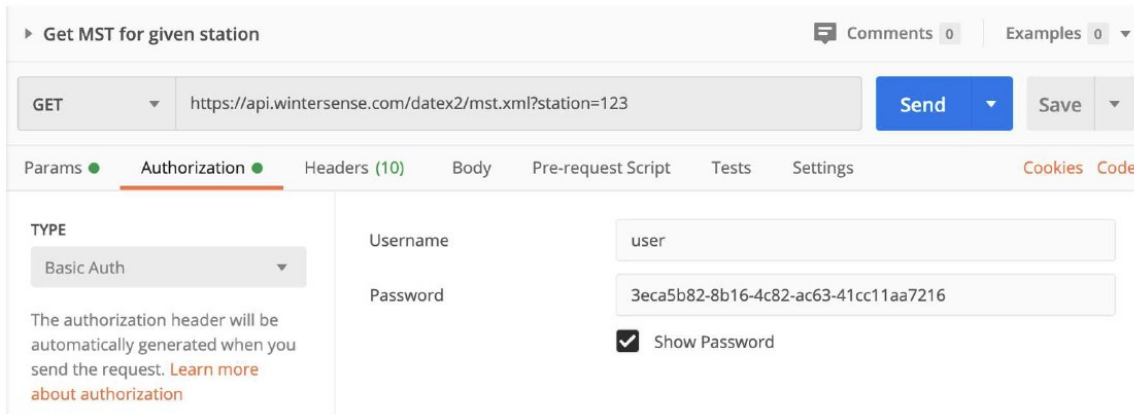 Get MST for given station
Comments 0
Examples 0
GET
https://api.wintersense.com/datex2/mst.xml?station=123
Send
Save
Params
Authorization
Headers (10)
Body
Pre-request Script
Tests
Settings
Cookies
Code
TYPE
Basic Auth
The authorization header will be
automatically generated when you
send the request. Learn more
about authorization
Username
user
Password
3eca5b82-8b16-4c82-ac63-41cc11aa7216
Show Password